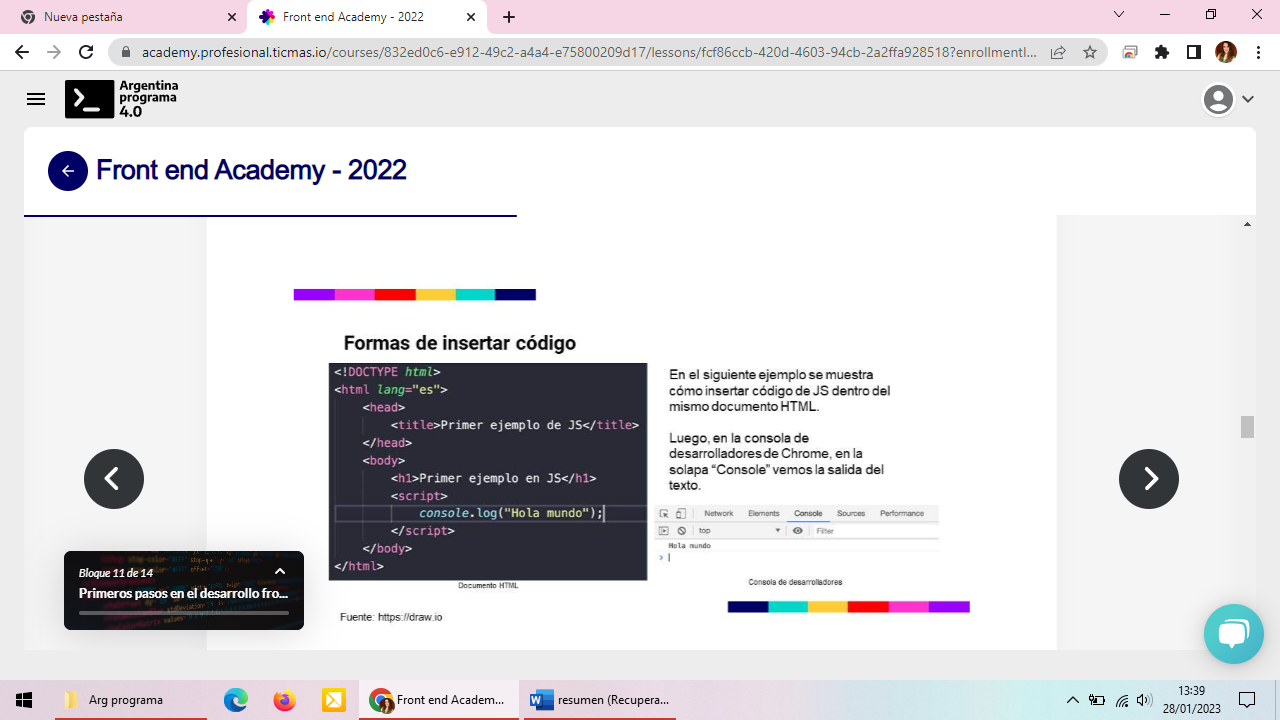 Nueva pestaña
Front end Academy - 2022
academy.profesional.ticmas.io/courses/832ed0c6-e912-49c2-a4a4-e75800209d17/lessons/fcf86ccb-420d-4603-94cb-2a2ffa928518?enrollmentI...
Argentina
programa
4.0
Front end Academy - 2022
Formas de insertar código
<!DOCTYPE html>
<html lang="es">
<head>
<title>Primer ejemplo de JS</title>
</head>
<body>
<h1>Primer ejemplo en JS</h1>
<script>
console.log("Hola mundo");
</script>
</body>
</html>
Documento HTML
Fuente: https://draw.io
En el siguiente ejemplo se muestra
cómo insertar código de JS dentro del
mismo documento HTML.
Luego, en la consola de
desarrolladores de Chrome, en la
solapa “Console” vemos la salida del
texto.
Network Elements Console Sources Performance
top Filter
Hola mundo
Consola de desarrolladores
Bloque 11 de 14
Primeros pasos en el desarrollo fro...
Arg programa
Front end Academ...
resumen (Recupera...
13:39
28/01/2023